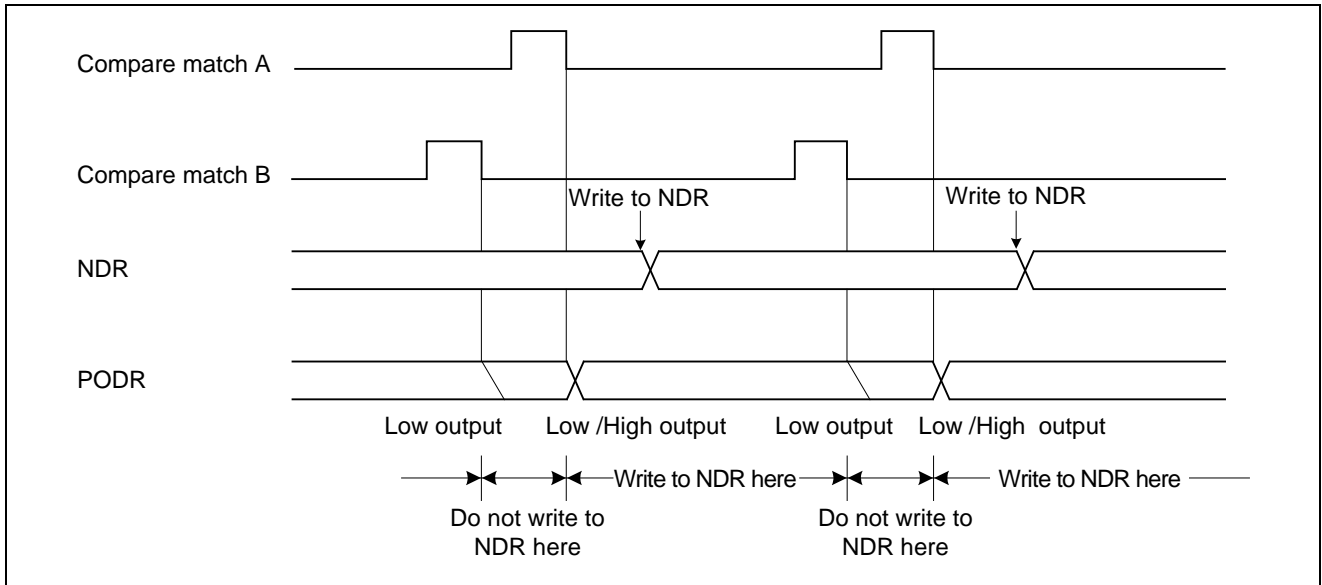 Compare match A
Compare match B
Write to NDR
Write to NDR
NDR
PODR
Low output
Low /High output
Low output
Low /High output
Write to NDR here
Write to NDR here
Do not write to
NDR here
Do not write to
NDR here